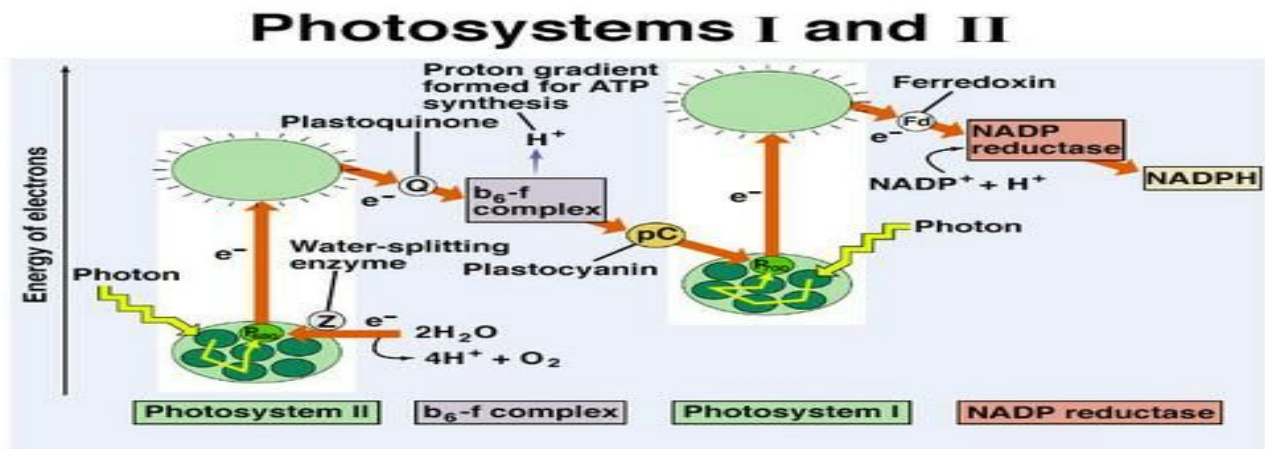 Photosystems I and II
Energy of electrons
Proton gradient
formed for ATP
synthesis
H⁺
Plastoquinone
Q
e⁻
b₆-f
complex
pC
Plastocyanin
Ferredoxin
Fd
e⁻
NADP
reductase
NADP⁺ + H⁺
NADPH
Photon
e⁻
Water-splitting
enzyme
Z
e⁻
2H₂O
4H⁺ + O₂
e⁻
Photon
Photosystem II
b₆-f complex
Photosystem I
NADP reductase